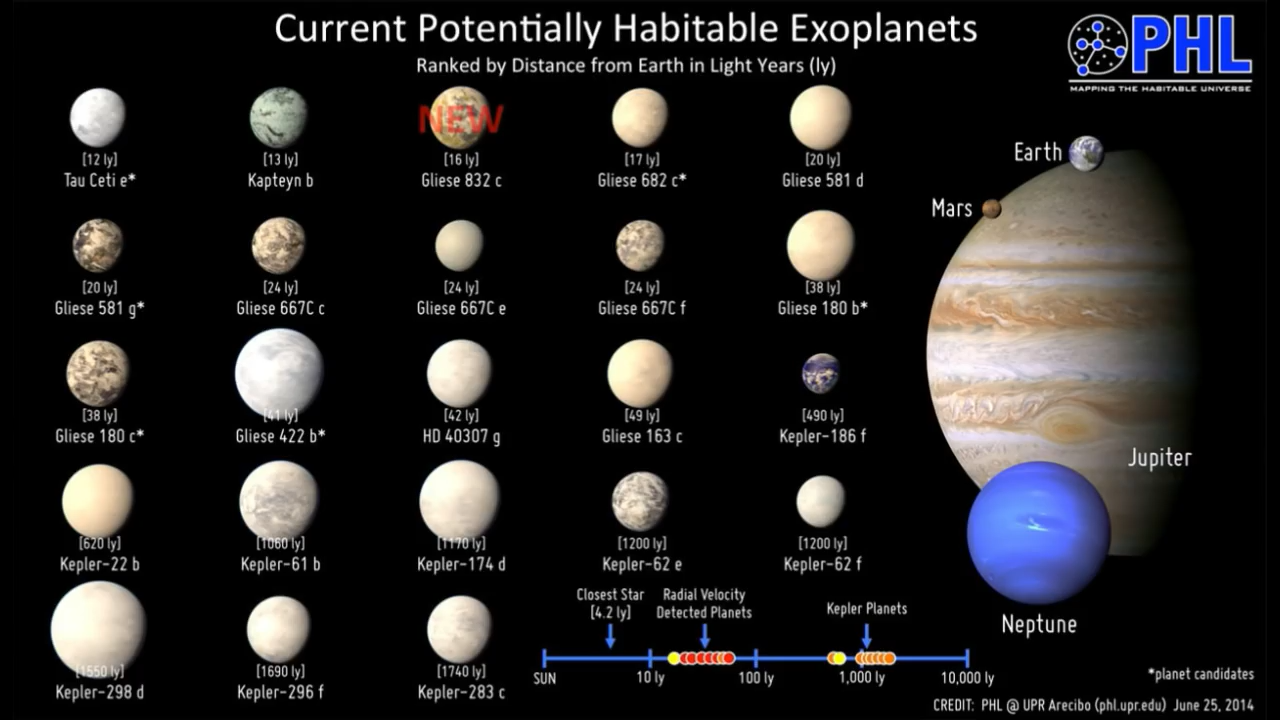 Current Potentially Habitable Exoplanets
Ranked by Distance from Earth in Light Years (ly)
PHL
MAPPING THE HABITABLE UNIVERSE
NEW
[12 ly]
Tau Ceti e*
[13 ly]
Kapteyn b
[16 ly]
Gliese 832 c
[17 ly]
Gliese 682 c*
[20 ly]
Gliese 581 d
[20 ly]
Gliese 581 g*
[24 ly]
Gliese 667C c
[24 ly]
Gliese 667C e
[24 ly]
Gliese 667C f
[38 ly]
Gliese 180 b*
[38 ly]
Gliese 180 c*
[41 ly]
Gliese 422 b*
[42 ly]
HD 40307 g
[49 ly]
Gliese 163 c
[490 ly]
Kepler-186 f
[620 ly]
Kepler-22 b
[1060 ly]
Kepler-61 b
[1170 ly]
Kepler-174 d
[1200 ly]
Kepler-62 e
[1200 ly]
Kepler-62 f
[1550 ly]
Kepler-298 d
[1690 ly]
Kepler-296 f
[1740 ly]
Kepler-283 c
Earth
Mars
Jupiter
Neptune
Closest Star
[4.2 ly]
Radial Velocity
Detected Planets
Kepler Planets
SUN
10 ly
100 ly
1,000 ly
10,000 ly
*planet candidates
CREDIT: PHL @ UPR Arecibo (phl.upr.edu) June 25, 2014